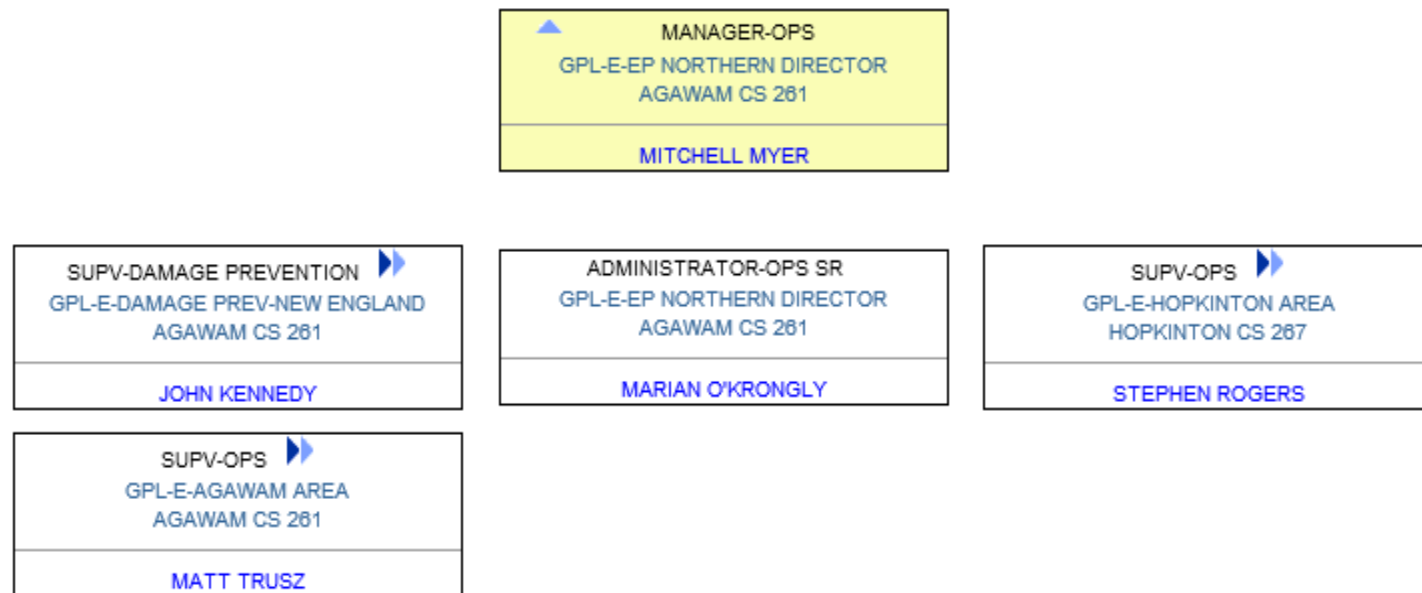 MANAGER-OPS
GPL-E-EP NORTHERN DIRECTOR
AGAWAM CS 261
MITCHELL MYER
SUPV-DAMAGE PREVENTION
GPL-E-DAMAGE PREV-NEW ENGLAND
AGAWAM CS 261
JOHN KENNEDY
ADMINISTRATOR-OPS SR
GPL-E-EP NORTHERN DIRECTOR
AGAWAM CS 261
MARIAN O'KRONGLY
SUPV-OPS
GPL-E-HOPKINTON AREA
HOPKINTON CS 267
STEPHEN ROGERS
SUPV-OPS
GPL-E-AGAWAM AREA
AGAWAM CS 261
MATT TRUSZ